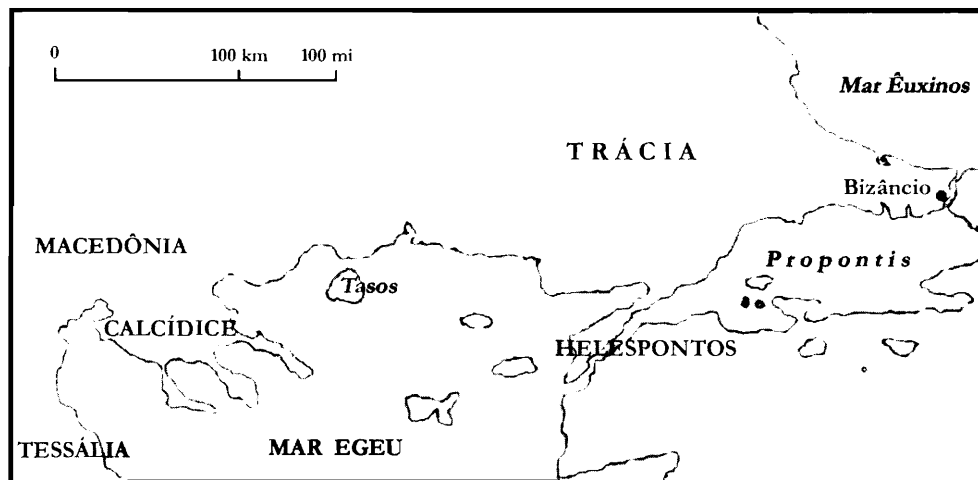 0 100 km 100 mi
Mar Êuxinos
TRÁCIA
Bizâncio
MACEDÔNIA
Propontis
Tasos
CALCÍDICE
HELESPONTOS
TESSÁLIA
MAR EGEU